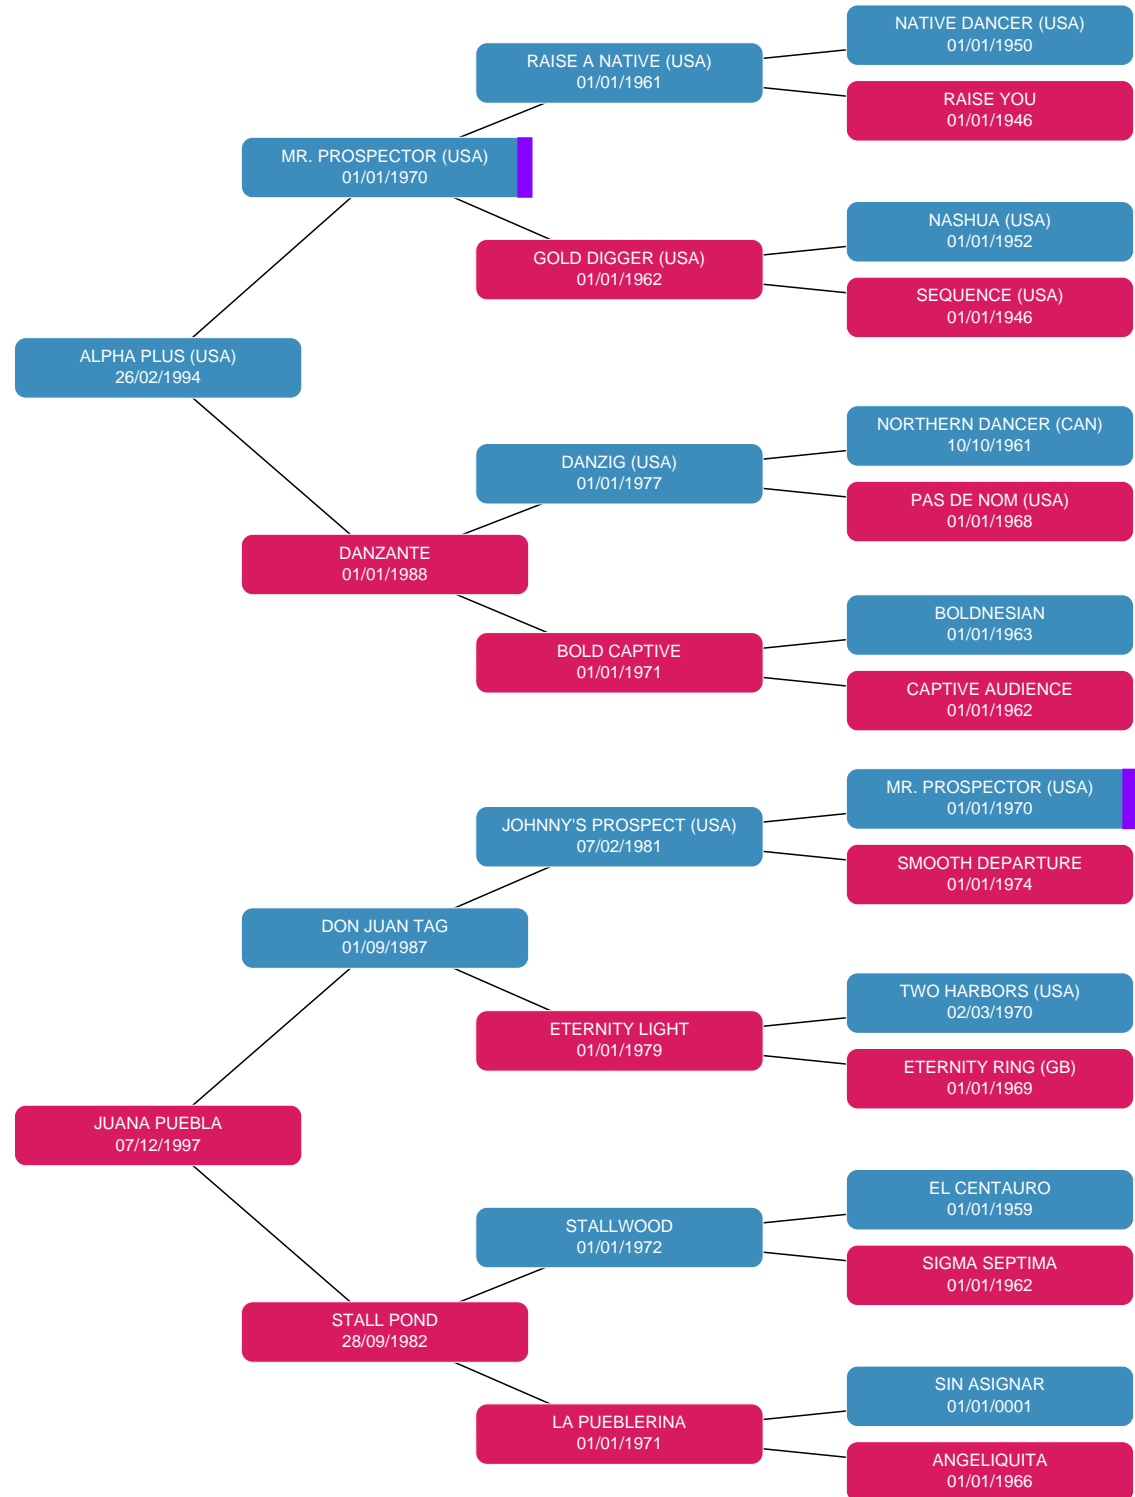 NATIVE DANCER (USA)
01/01/1950
RAISE A NATIVE (USA)
01/01/1961
RAISE YOU
01/01/1946
MR. PROSPECTOR (USA)
01/01/1970
NASHUA (USA)
01/01/1952
GOLD DIGGER (USA)
01/01/1962
SEQUENCE (USA)
01/01/1946
ALPHA PLUS (USA)
26/02/1994
NORTHERN DANCER (CAN)
10/10/1961
DANZIG (USA)
01/01/1977
PAS DE NOM (USA)
01/01/1968
DANZANTE
01/01/1988
BOLDNESIAN
01/01/1963
BOLD CAPTIVE
01/01/1971
CAPTIVE AUDIENCE
01/01/1962
MR. PROSPECTOR (USA)
01/01/1970
JOHNNY'S PROSPECT (USA)
07/02/1981
SMOOTH DEPARTURE
01/01/1974
DON JUAN TAG
01/09/1987
TWO HARBORS (USA)
02/03/1970
ETERNITY LIGHT
01/01/1979
ETERNITY RING (GB)
01/01/1969
JUANA PUEBLA
07/12/1997
EL CENTAURO
01/01/1959
STALLWOOD
01/01/1972
SIGMA SEPTIMA
01/01/1962
STALL POND
28/09/1982
SIN ASIGNAR
01/01/0001
LA PUEBLERINA
01/01/1971
ANGELIQUITA
01/01/1966